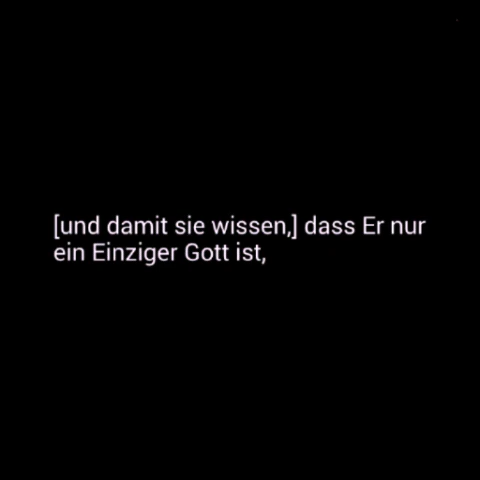 [und damit sie wissen,] dass Er nur
ein Einziger Gott ist,